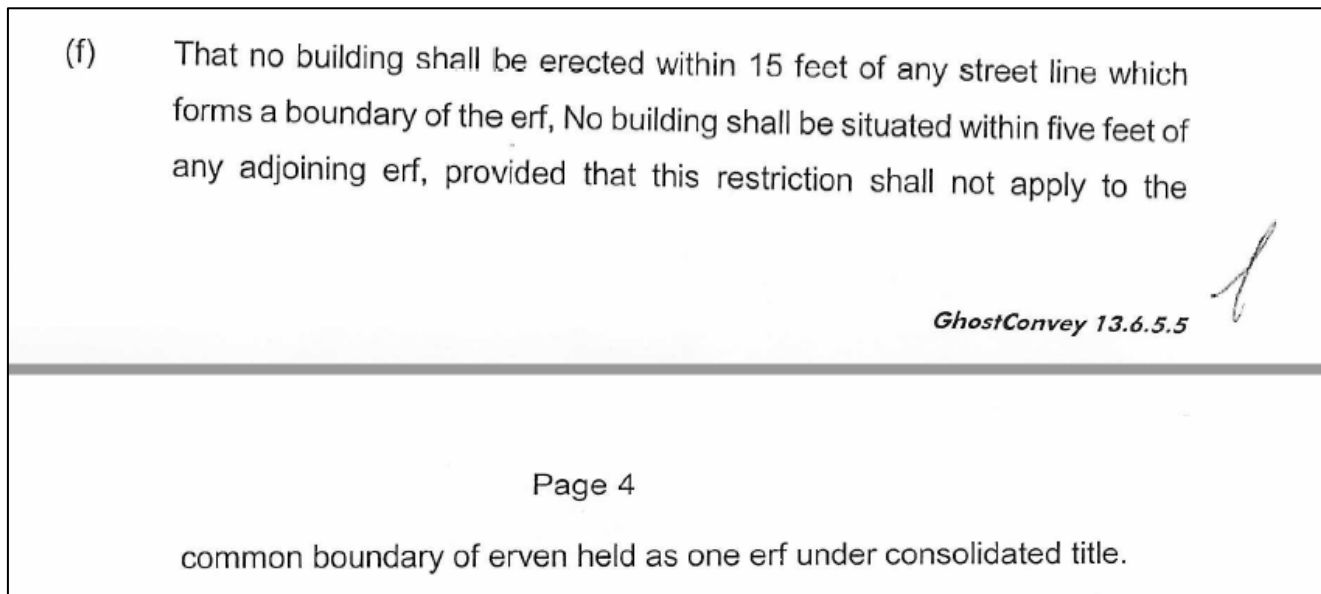 (f) That no building shall be erected within 15 feet of any street line which
forms a boundary of the erf, No building shall be situated within five feet of
any adjoining erf, provided that this restriction shall not apply to the
GhostConvey 13.6.5.5
Page 4
common boundary of erven held as one erf under consolidated title.